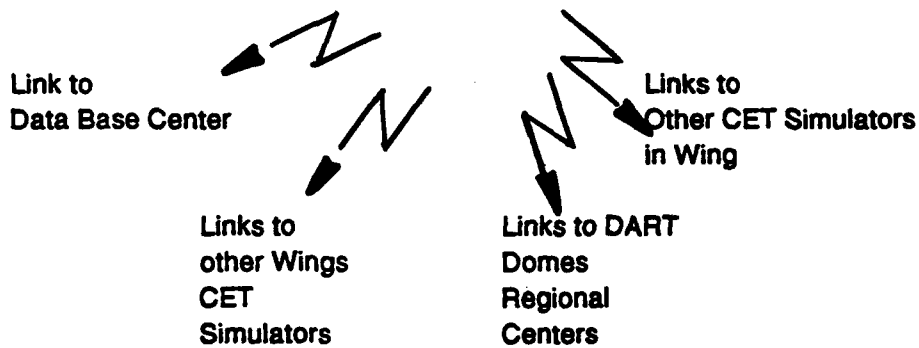 Link to
Data Base Center
Links to
Other CET Simulators
in Wing
Links to
other Wings
CET
Simulators
Links to DART
Domes
Regional
Centers